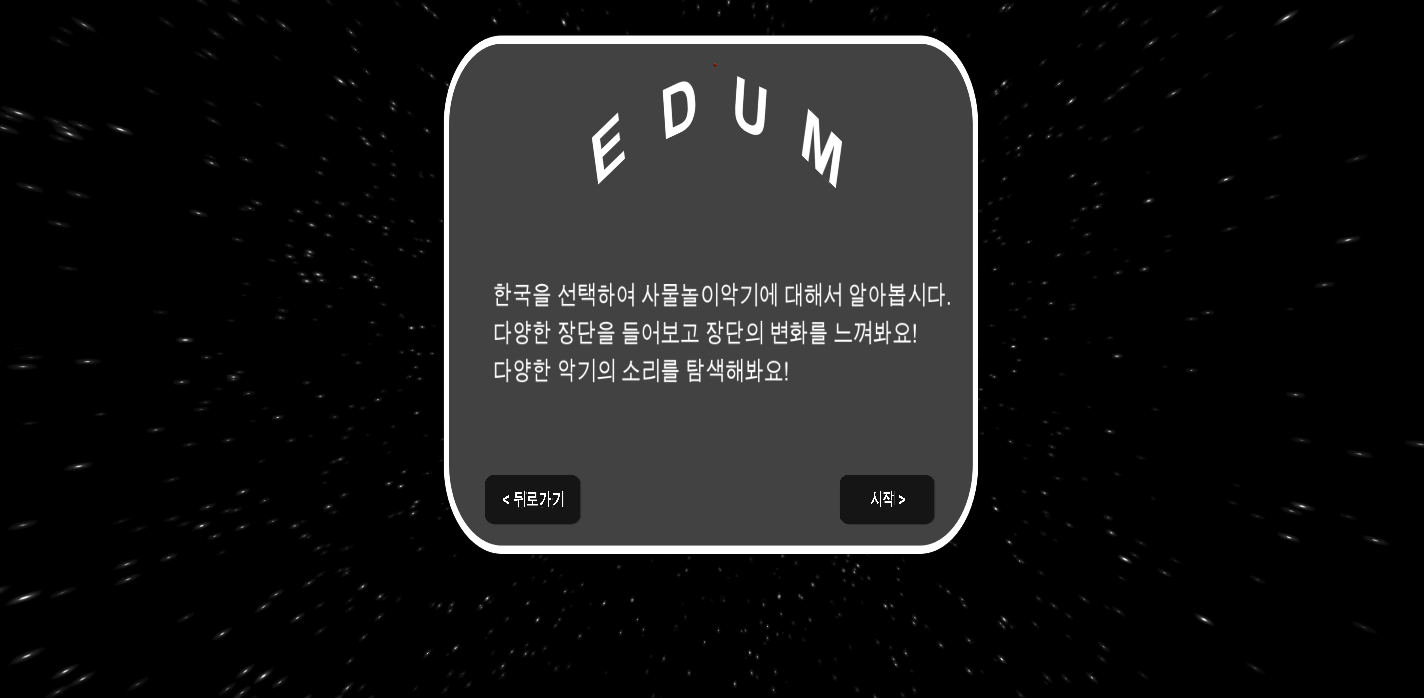 EDUM
한국을 선택하여 사물놀이악기에 대해서 알아봅시다.
다양한 장단을 들어보고 장단의 변화를 느껴봐요!
다양한 악기의 소리를 탐색해봐요!
< 뒤로가기
시작 >